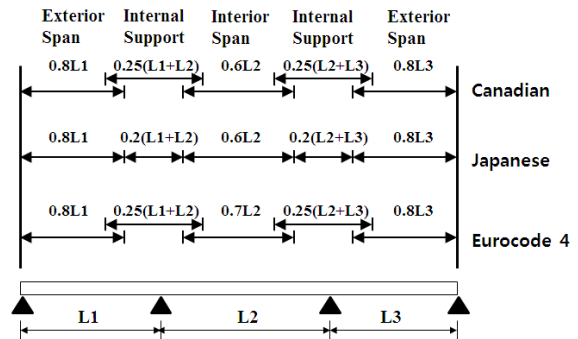 Exterior Span Internal Support Interior Span Internal Support Exterior Span
0.8L1 0.25(L1+L2) 0.6L2 0.25(L2+L3) 0.8L3
Canadian
0.8L1 0.2(L1+L2) 0.6L2 0.2(L2+L3) 0.8L3
Japanese
0.8L1 0.25(L1+L2) 0.7L2 0.25(L2+L3) 0.8L3
Eurocode 4
L1 L2 L3